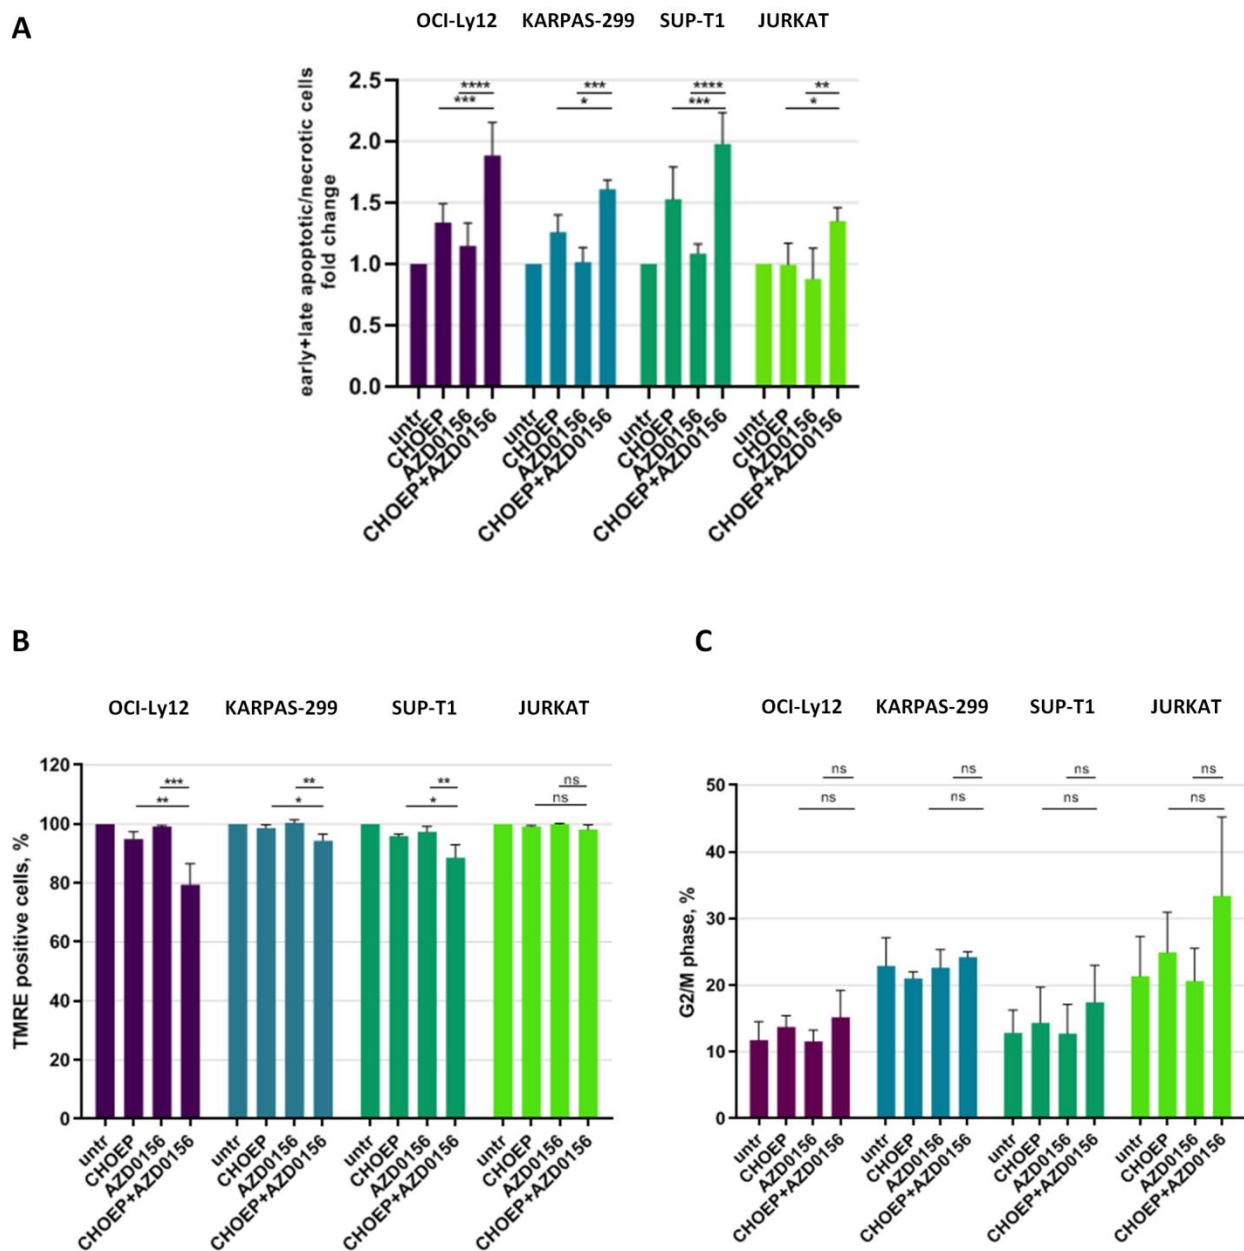 A
OCI-Ly12 KARPAS-299 SUP-T1 JURKAT
early+late apoptotic/necrotic cells
fold change
2.5
2.0
1.5
1.0
0.5
0.0
**** *** **** **
*** * *** *
untr CHOEP AZD0156 CHOEP+AZD0156 untr CHOEP AZD0156 CHOEP+AZD0156 untr CHOEP AZD0156 CHOEP+AZD0156 untr CHOEP AZD0156 CHOEP+AZD0156
B
OCI-Ly12 KARPAS-299 SUP-T1 JURKAT
TMRE positive cells, %
120
100
80
60
40
20
0
*** ** ** ns
** * * ns
untr CHOEP AZD0156 CHOEP+AZD0156 untr CHOEP AZD0156 CHOEP+AZD0156 untr CHOEP AZD0156 CHOEP+AZD0156 untr CHOEP AZD0156 CHOEP+AZD0156
C
OCI-Ly12 KARPAS-299 SUP-T1 JURKAT
G2/M phase, %
50
40
30
20
10
0
ns ns ns ns
ns ns ns ns
untr CHOEP AZD0156 CHOEP+AZD0156 untr CHOEP AZD0156 CHOEP+AZD0156 untr CHOEP AZD0156 CHOEP+AZD0156 untr CHOEP AZD0156 CHOEP+AZD0156